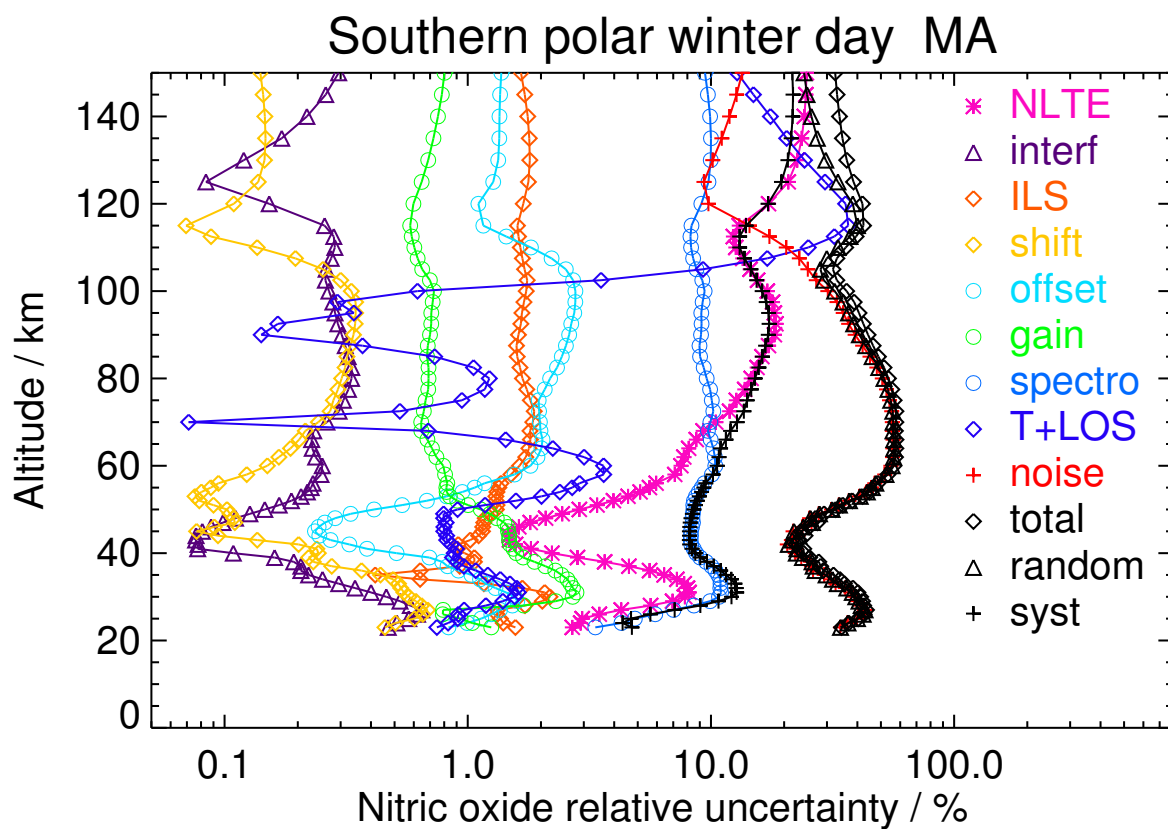 Southern polar winter day  MA
Altitude / km
140
120
100
80
60
40
20
0
NLTE
interf
ILS
shift
offset
gain
spectro
T+LOS
noise
total
random
syst
0.1
1.0
10.0
100.0
Nitric oxide relative uncertainty / %